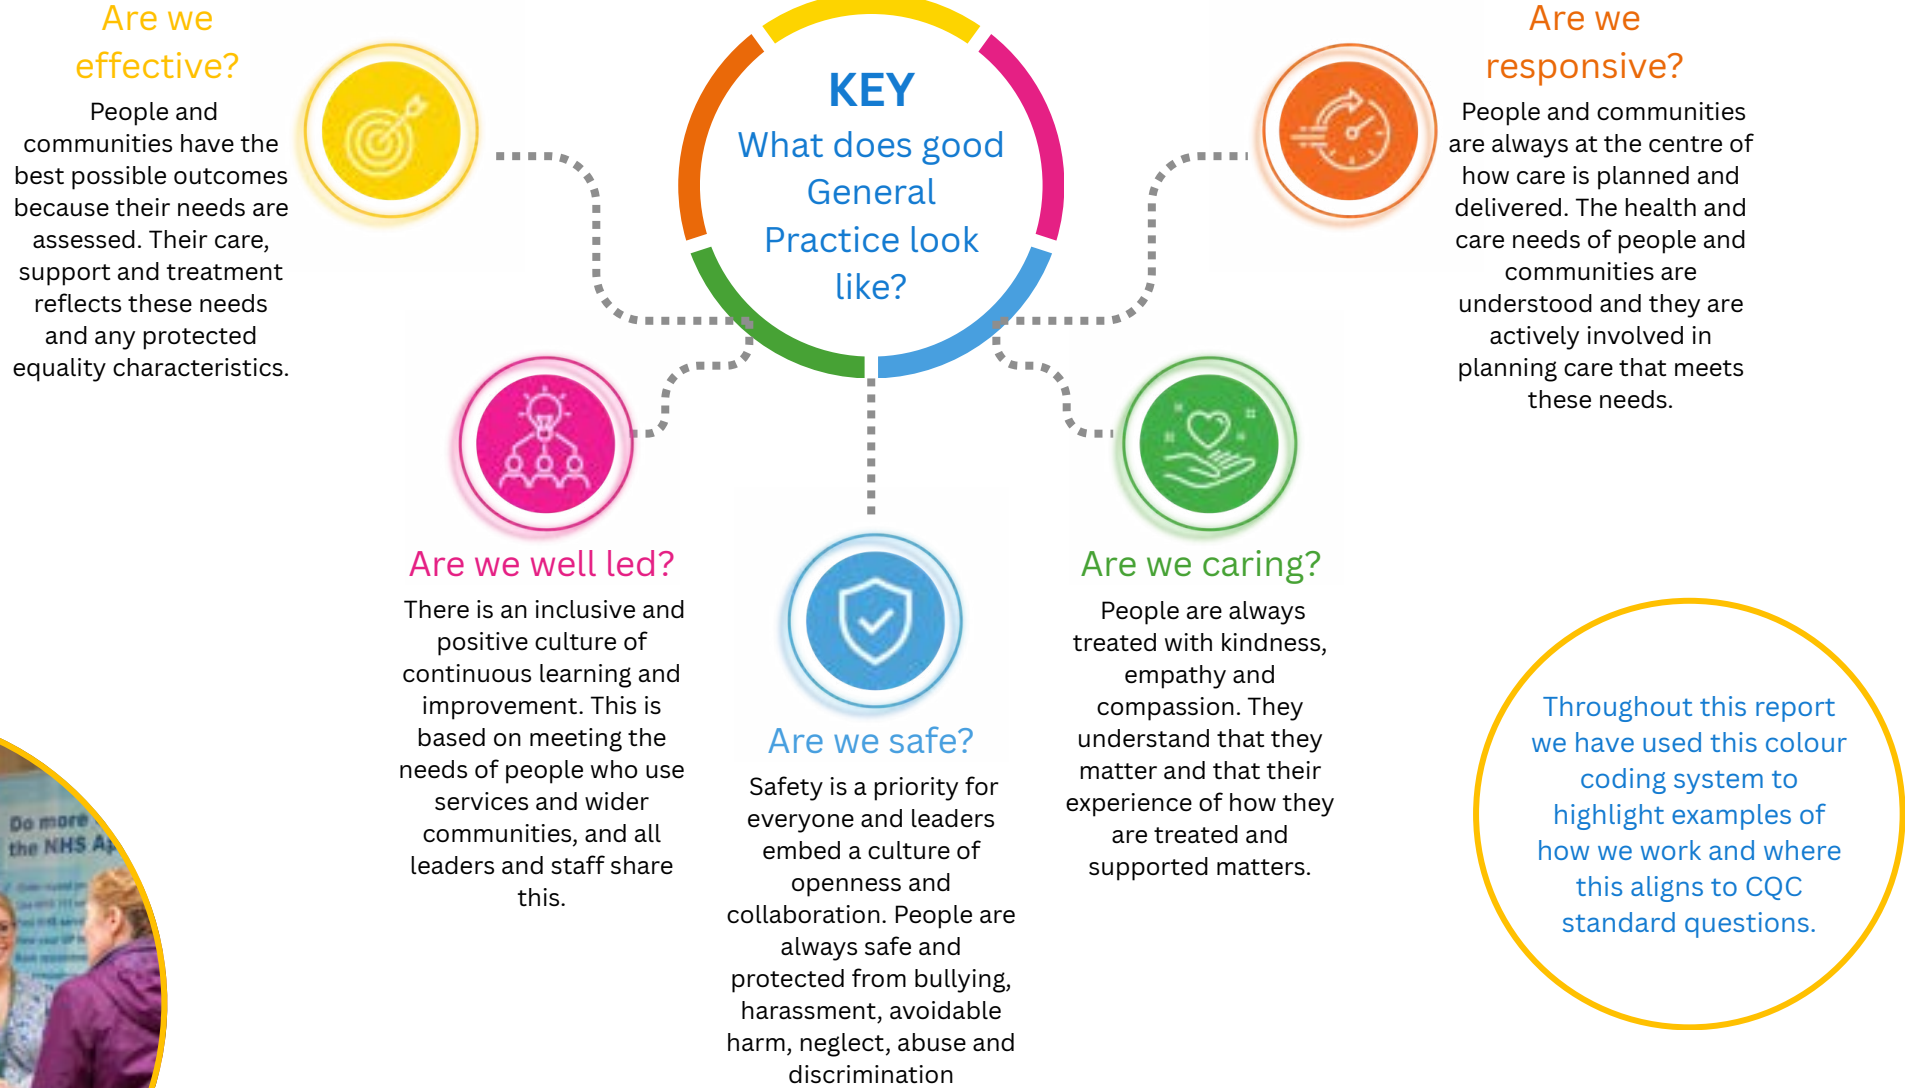 Are we
effective?
People and
communities have the
best possible outcomes
because their needs are
assessed. Their care,
support and treatment
reflects these needs
and any protected
equality characteristics.
KEY
What does good
General
Practice look
like?
Are we
responsive?
People and communities
are always at the centre of
how care is planned and
delivered. The health and
care needs of people and
communities are
understood and they are
actively involved in
planning care that meets
these needs.
Are we well led?
There is an inclusive and
positive culture of
continuous learning and
improvement. This is
based on meeting the
needs of people who use
services and wider
communities, and all
leaders and staff share
this.
Are we safe?
Safety is a priority for
everyone and leaders
embed a culture of
openness and
collaboration. People are
always safe and
protected from bullying,
harassment, avoidable
harm, neglect, abuse and
discrimination
Are we caring?
People are always
treated with kindness,
empathy and
compassion. They
understand that they
matter and that their
experience of how they
are treated and
supported matters.
Throughout this report
we have used this colour
coding system to
highlight examples of
how we work and where
this aligns to CQC
standard questions.
Do more
the NHS